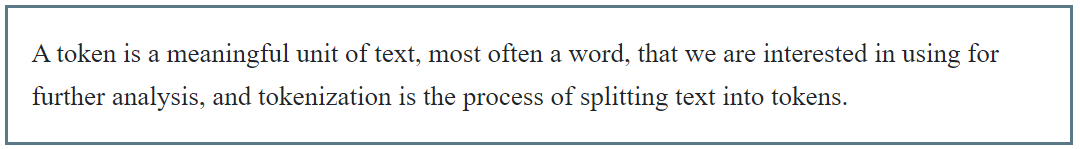 A token is a meaningful unit of text, most often a word, that we are interested in using for
further analysis, and tokenization is the process of splitting text into tokens.